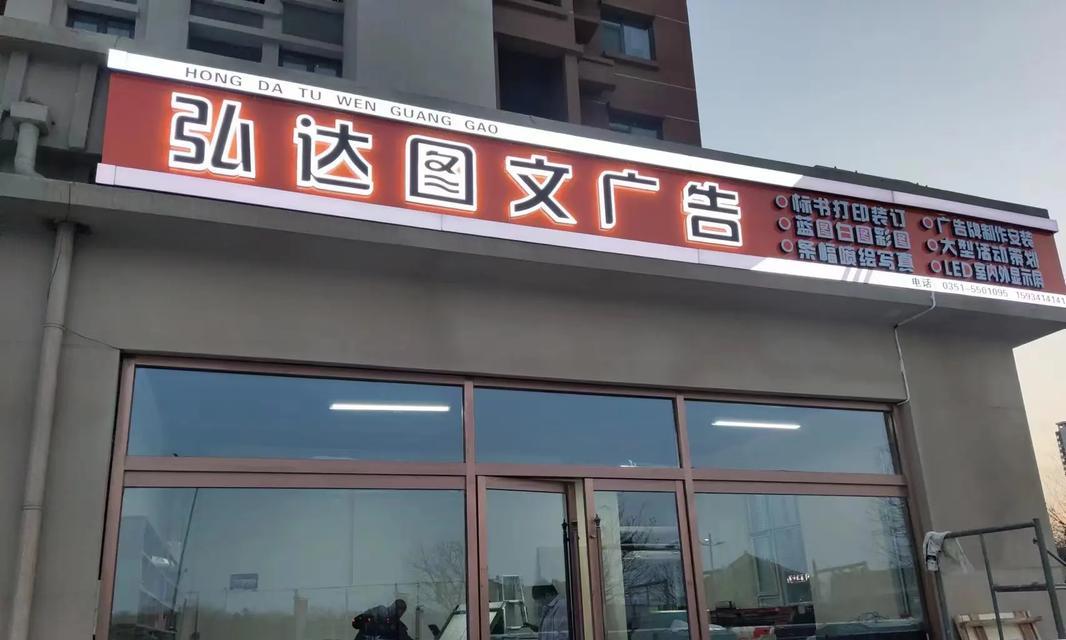 HONG DA TU WEN GUANG GAO
弘达图文广告
标书打印装订
蓝图白图彩图
条幅喷绘写真
广告牌制作安装
大型活动策划
LED室内外显示屏
电话 0351-5501095 1593414141